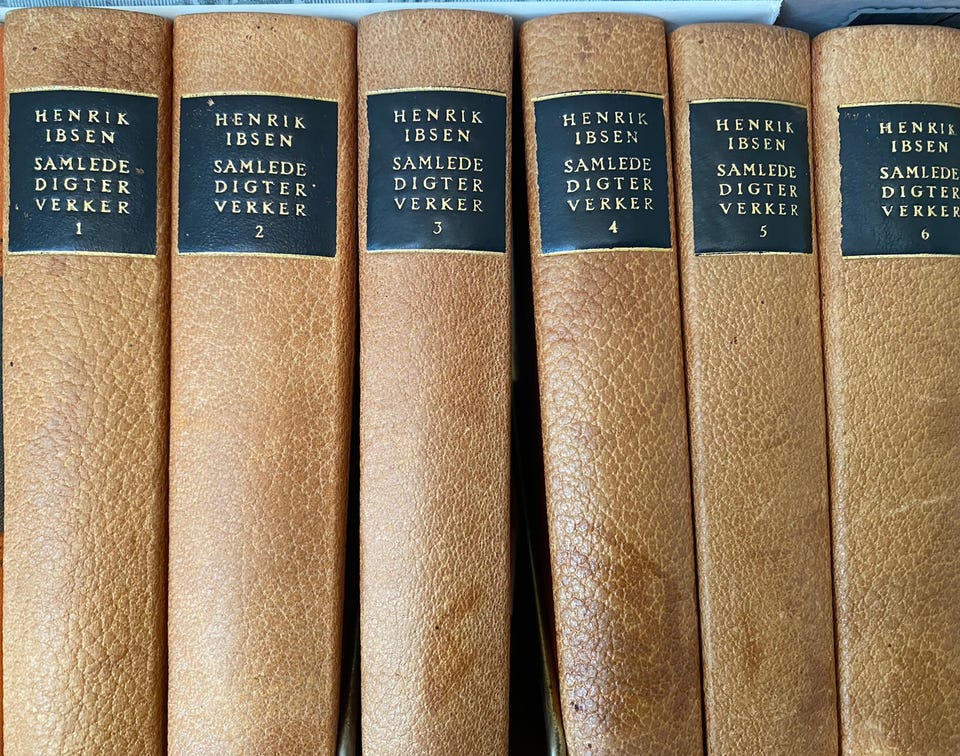 HENRIK
IBSEN
SAMLEDE
DIGTER
VERKER
1
HENRIK
IBSEN
SAMLEDE
DIGTER
VERKER
2
HENRIK
IBSEN
SAMLEDE
DIGTER
VERKER
3
HENRIK
IBSEN
SAMLEDE
DIGTER
VERKER
4
HENRIK
IBSEN
SAMLEDE
DIGTER
VERKER
5
HENRIK
IBSEN
SAMLEDE
DIGTER
VERKER
6